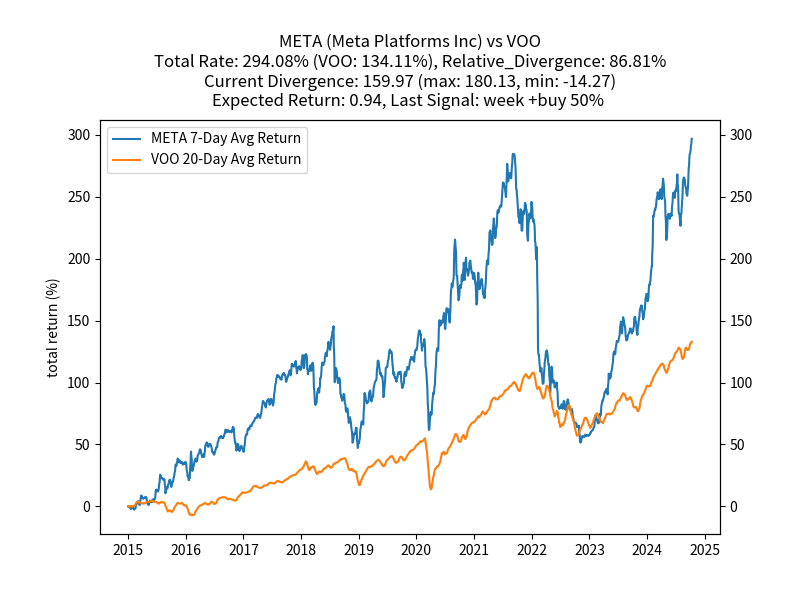 META (Meta Platforms Inc) vs VOO
Total Rate: 294.08% (VOO: 134.11%), Relative_Divergence: 86.81%
Current Divergence: 159.97 (max: 180.13, min: -14.27)
Expected Return: 0.94, Last Signal: week +buy 50%
META 7-Day Avg Return
VOO 20-Day Avg Return
total return (%)
300
250
200
150
100
50
0
300
250
200
150
100
50
0
2015 2016 2017 2018 2019 2020 2021 2022 2023 2024 2025